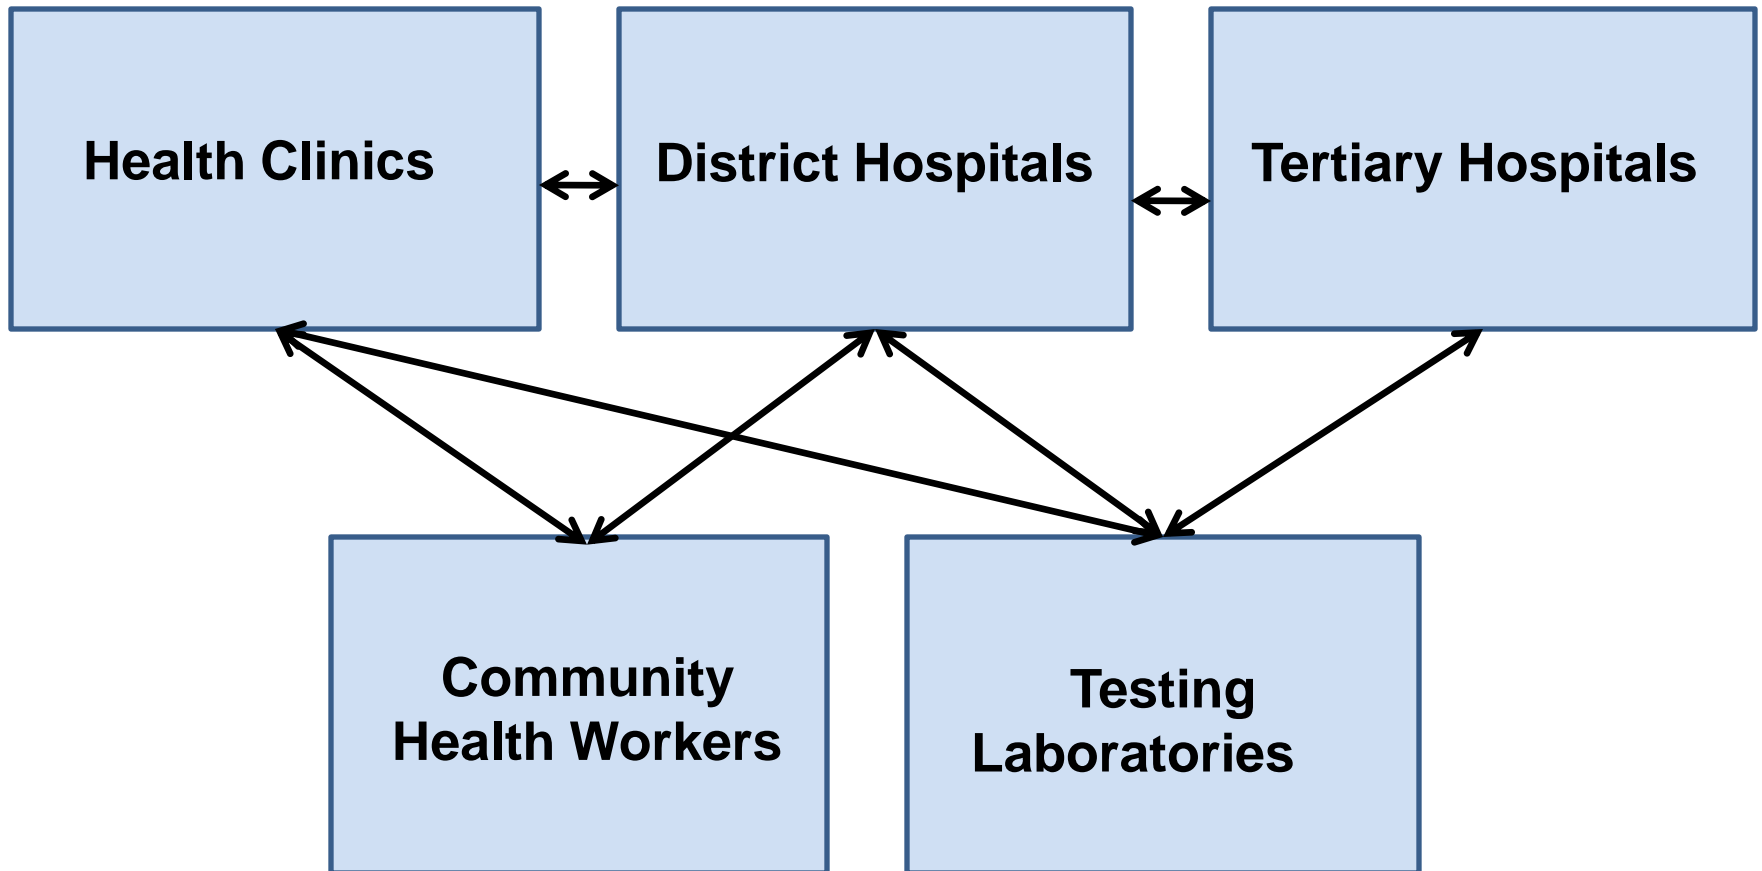 Health Clinics
District Hospitals
Tertiary Hospitals
Community
Health Workers
Testing
Laboratories